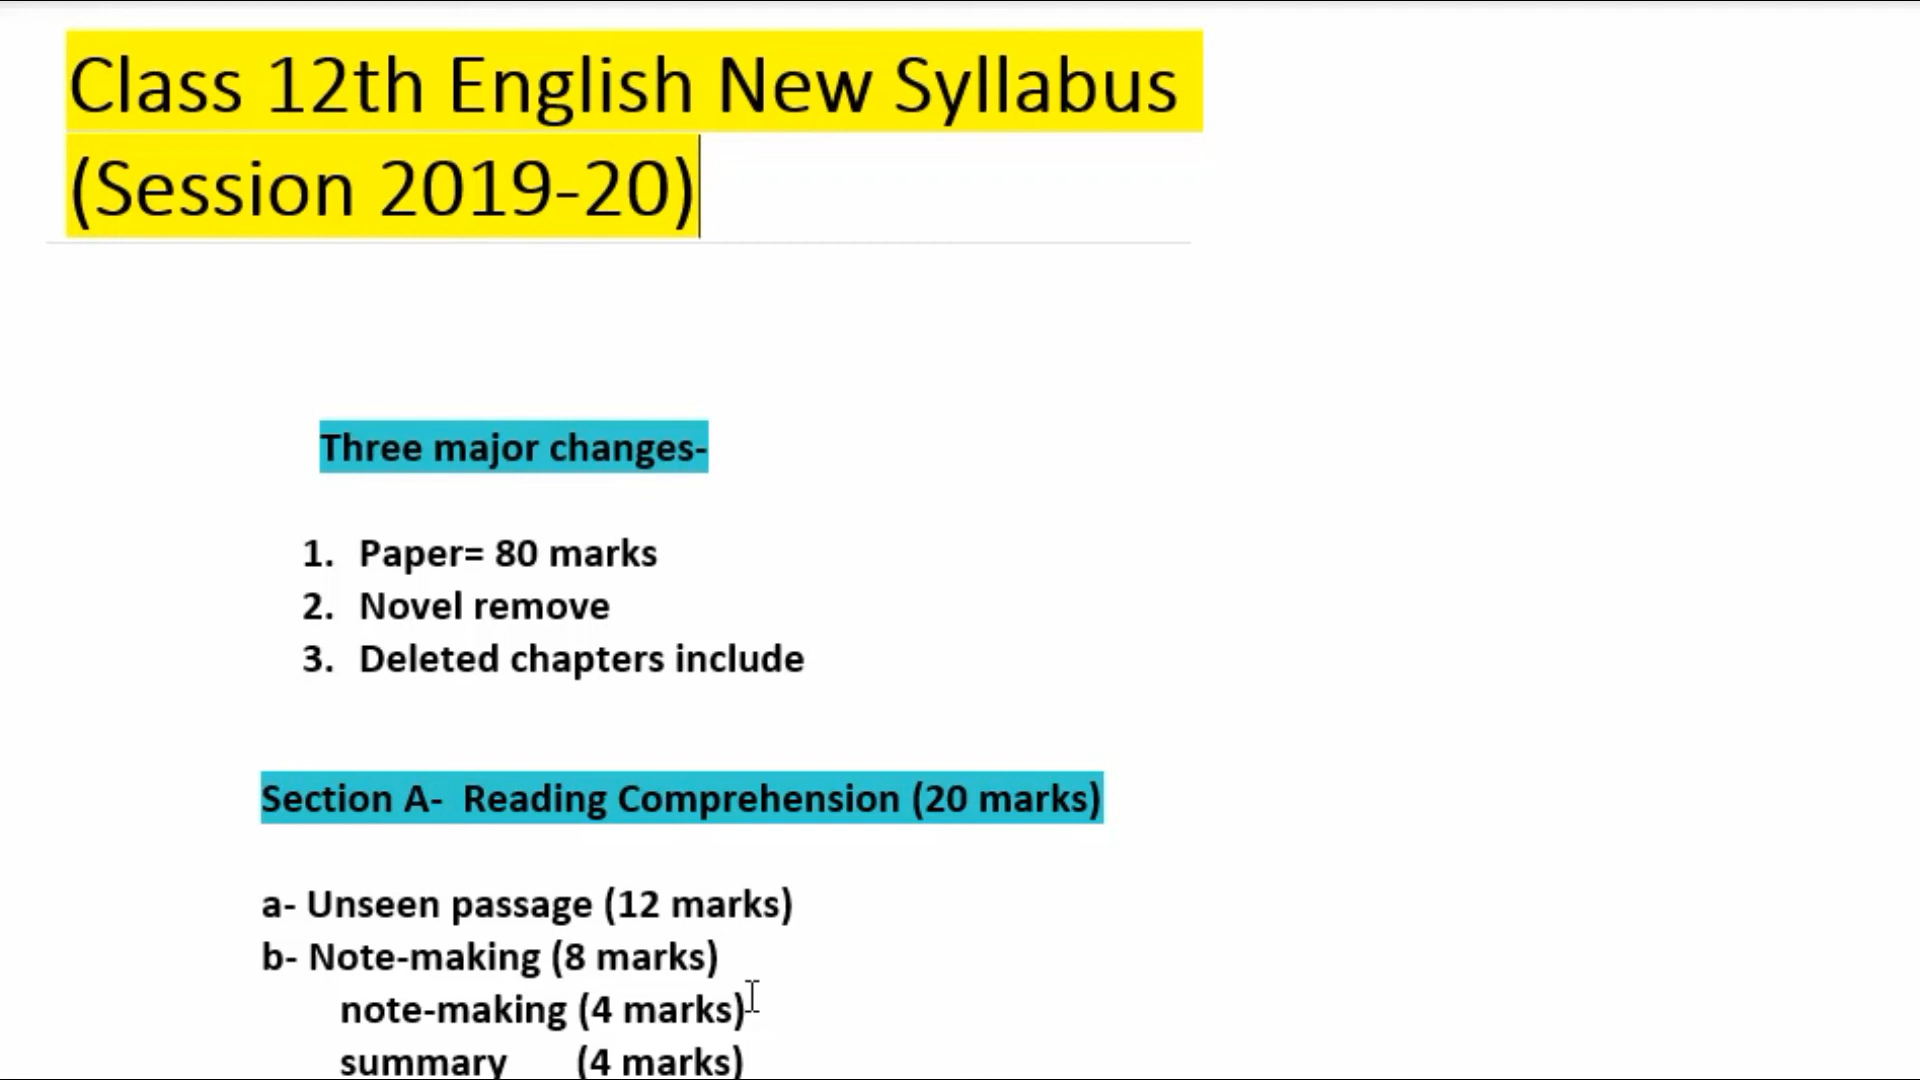 Class 12th English New Syllabus
(Session 2019-20)
Three major changes-
1. Paper= 80 marks
2. Novel remove
3. Deleted chapters include
Section A- Reading Comprehension (20 marks)
a- Unseen passage (12 marks)
b- Note-making (8 marks)
note-making (4 marks)
summary (4 marks)